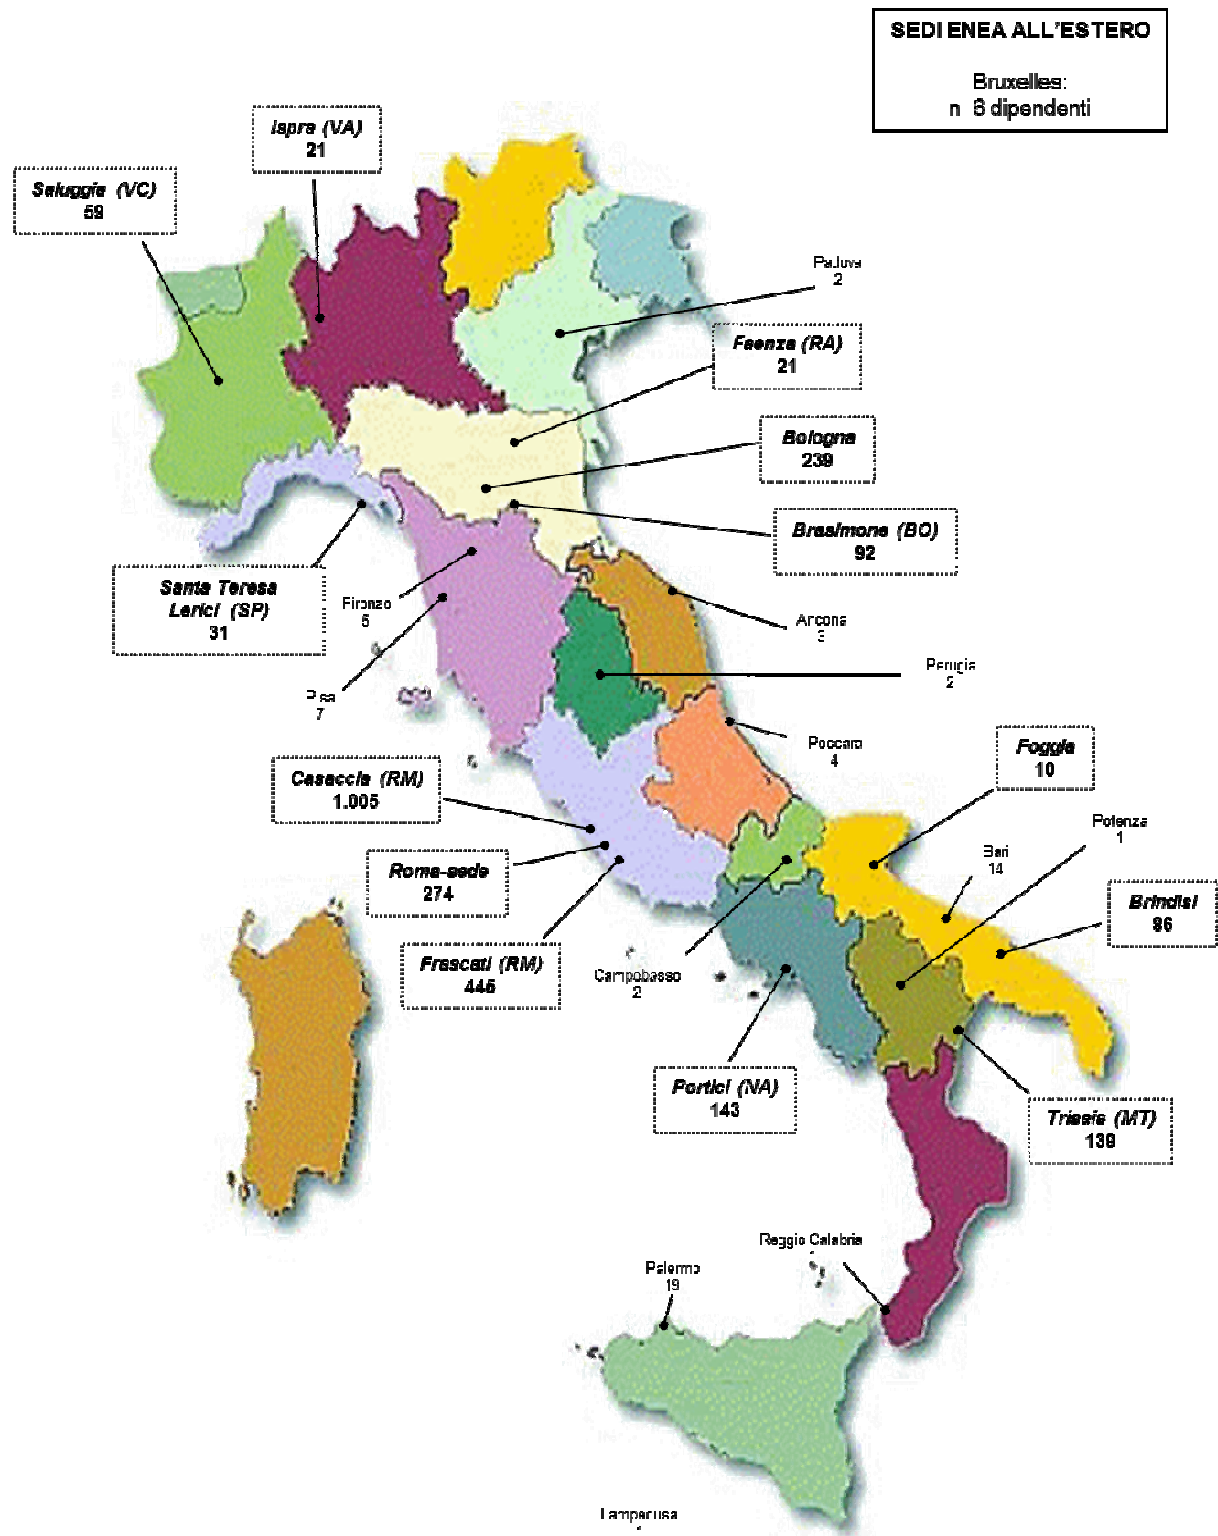 SEDI ENEA ALL'ESTERO
Bruxelles:
n 6 dipendenti
Ispra (VA)
21
Saluggia (VC)
59
Padova
2
Faenza (RA)
21
Bologna
239
Brasimone (BO)
92
Santa Teresa
Lerici (SP)
31
Firenze
5
Ancona
3
Pisa
7
Perugia
2
Pescara
4
Foggia
10
Casaccia (RM)
1.005
Potenza
1
Bari
14
Roma-sede
274
Brindisi
Frascati (RM)
Campobasso
2
Portici (NA)
143
Trisaia (MT)
139
Reggio Calabria
Palermo
19
Lampedusa